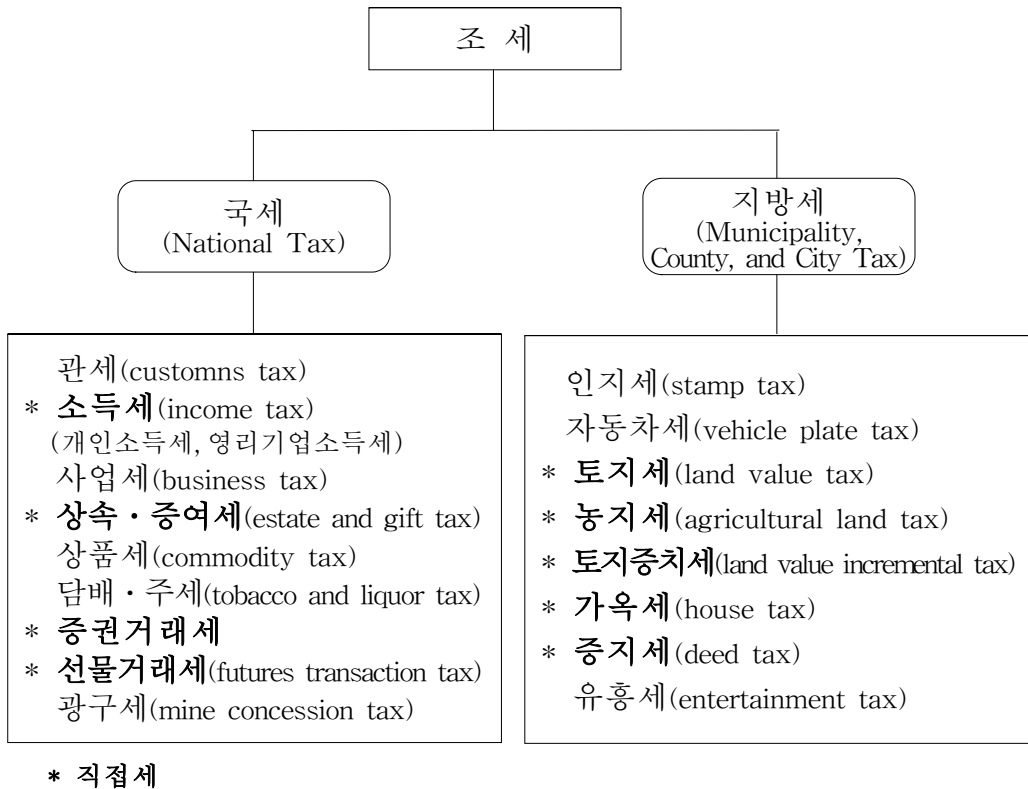 조 세
국세
(National Tax)
지방세
(Municipality,
County, and City Tax)
관세(customns tax)
* 소득세(income tax)
(개인소득세, 영리기업소득세)
사업세(business tax)
* 상속·증여세(estate and gift tax)
상품세(commodity tax)
담배·주세(tobacco and liquor tax)
* 증권거래세
* 선물거래세(futures transaction tax)
광구세(mine concession tax)
인지세(stamp tax)
자동차세(vehicle plate tax)
* 토지세(land value tax)
* 농지세(agricultural land tax)
* 토지증치세(land value incremental tax)
* 가옥세(house tax)
* 증지세(deed tax)
유흥세(entertainment tax)
* 직접세